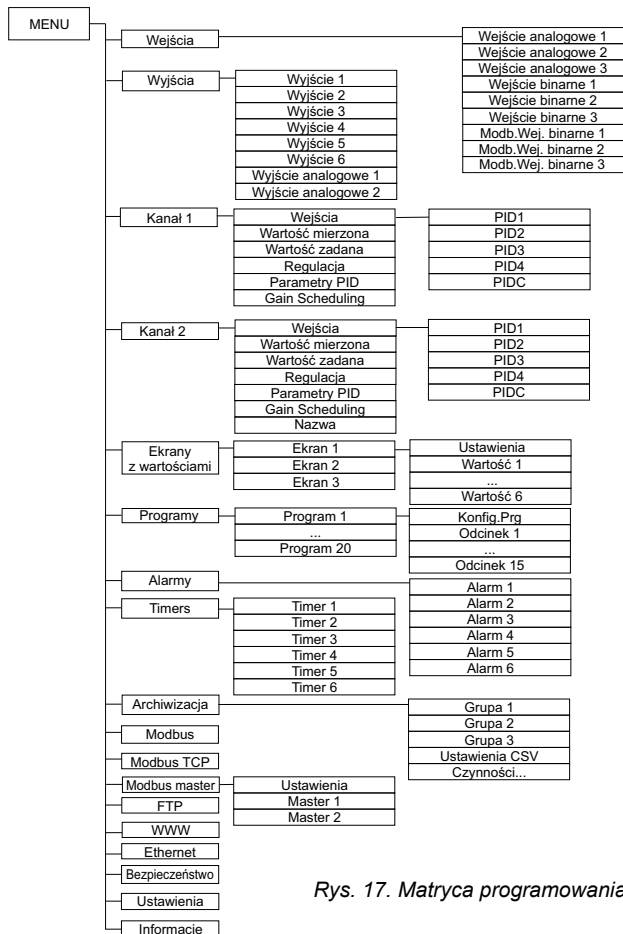 MENU
Wejścia
Wejście analogowe 1
Wejście analogowe 2
Wejście analogowe 3
Wejście binarne 1
Wejście binarne 2
Wejście binarne 3
Modb.Wej. binarne 1
Modb.Wej. binarne 2
Modb.Wej. binarne 3
Wyjścia
Wyjście 1
Wyjście 2
Wyjście 3
Wyjście 4
Wyjście 5
Wyjście 6
Wyjście analogowe 1
Wyjście analogowe 2
Kanał 1
Wejścia
Wartość mierzona
Wartość zadana
Regulacja
Parametry PID
Gain Scheduling
PID1
PID2
PID3
PID4
PIDC
Kanał 2
Wejścia
Wartość mierzona
Wartość zadana
Regulacja
Parametry PID
Gain Scheduling
Nazwa
PID1
PID2
PID3
PID4
PIDC
Ekrany
z wartościami
Ekran 1
Ekran 2
Ekran 3
Ustawienia
Wartość 1
...
Wartość 6
Programy
Program 1
...
Program 20
Konfig.Prg
Odcinek 1
...
Odcinek 15
Alarmy
Alarm 1
Alarm 2
Alarm 3
Alarm 4
Alarm 5
Alarm 6
Timers
Timer 1
Timer 2
Timer 3
Timer 4
Timer 5
Timer 6
Archiwizacja
Grupa 1
Grupa 2
Grupa 3
Ustawienia CSV
Czynności...
Modbus
Modbus TCP
Modbus master
Ustawienia
Master 1
Master 2
FTP
WWW
Ethernet
Bezpieczeństwo
Ustawienia
Informacje
Rys. 17. Matryca programowania